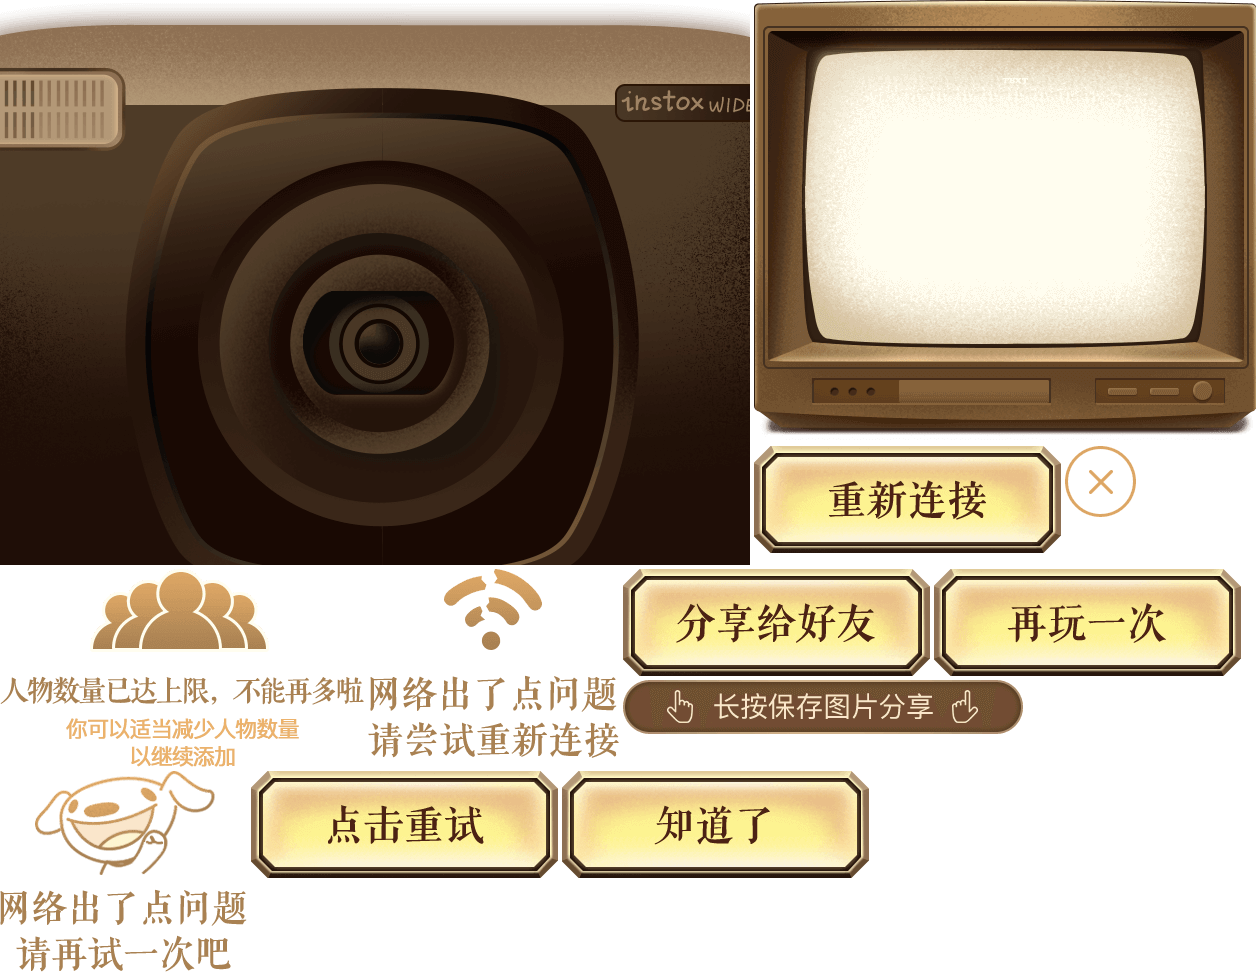 instox WIDE
TEXT
重新连接
分享给好友
再玩一次
人物数量已达上限，不能再多啦
你可以适当减少人物数量
以继续添加
网络出了点问题
请尝试重新连接
长按保存图片分享
点击重试
知道了
网络出了点问题
请再试一次吧